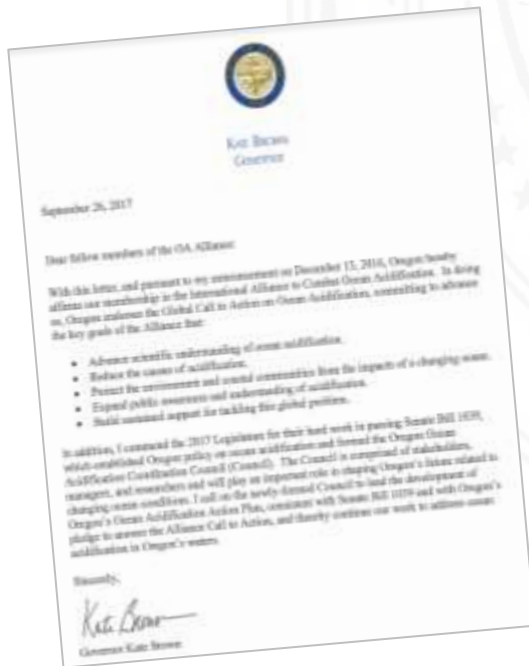 KATE BROWN
Governor
September 26, 2017
Dear fellow members of the OA Alliance:
With this letter, and pursuant to my announcement on December 15, 2016, Oregon hereby
affirms our membership in the International Alliance to Combat Ocean Acidification. In doing
so, Oregon endorses the Global Call to Action on Ocean Acidification, committing to advance
the key goals of the Alliance that:
• Advance scientific understanding of ocean acidification.
• Reduce the causes of acidification.
• Protect the environment and coastal communities from the impacts of a changing ocean.
• Expand public awareness and understanding of acidification.
• Build sustained support for tackling this global problem.
In addition, I commend the 2017 Legislature for their hard work in passing Senate Bill 1039,
which established Oregon policy on ocean acidification and formed the Oregon Ocean
Acidification Coordination Council (Council). The Council is comprised of stakeholders,
managers, and researchers and will play an important role in shaping Oregon's future related to
changing ocean conditions. I call on the newly-formed Council to lead the development of
Oregon's Ocean Acidification Action Plan, consistent with Senate Bill 1039 and with Oregon's
pledge to answer the Alliance Call to Action, and thereby continue our work to address ocean
acidification in Oregon's waters.
Sincerely,
Kate Brown
Governor Kate Brown